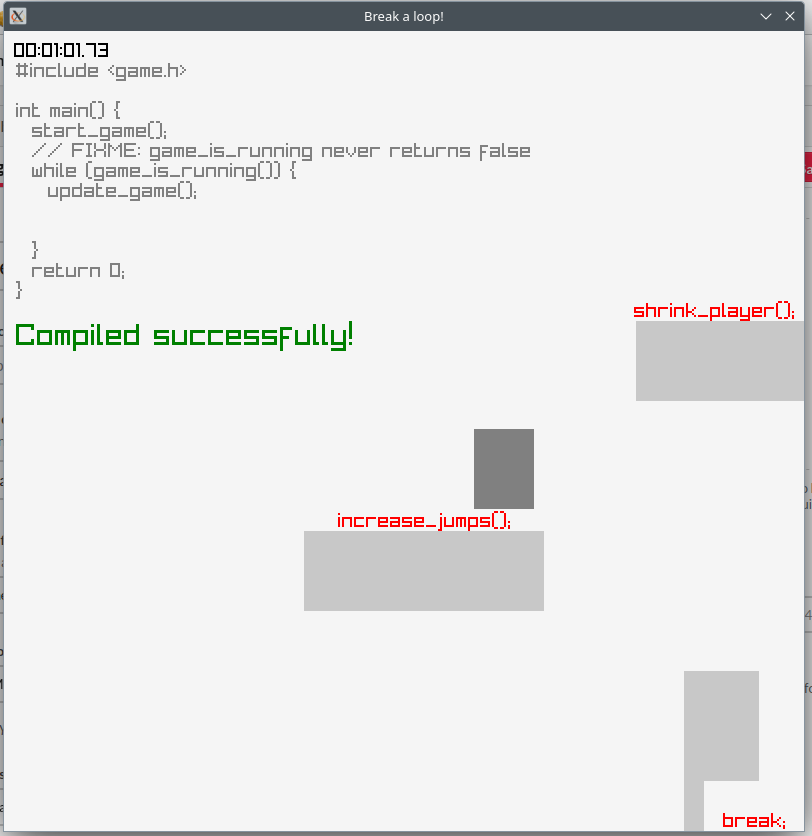 Break a loop!
00:01:01.73
#include <game.h>
int main() {
start_game();
// FIXME: game_is_running never returns false
while (game_is_running()) {
update_game();
}
return 0;
}
shrink_player();
Compiled successfully!
increase_jumps();
break;